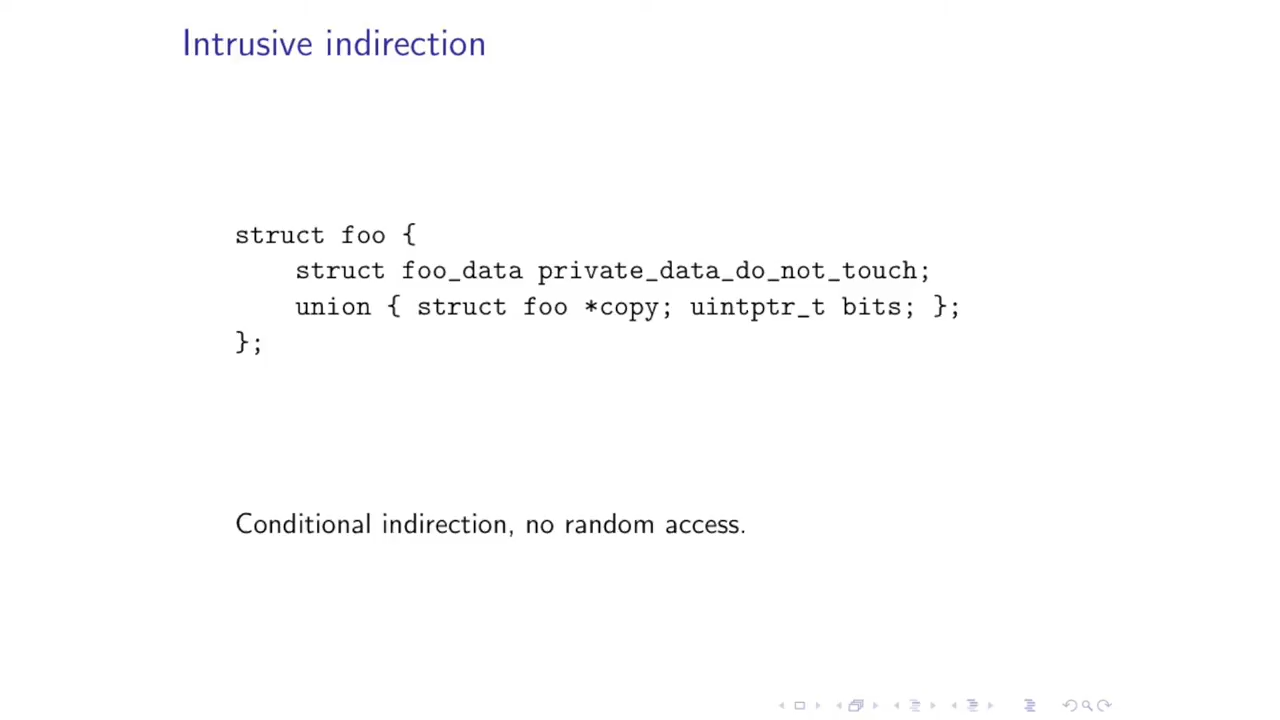 Intrusive indirection
struct foo {
    struct foo_data private_data_do_not_touch;
    union { struct foo *copy; uintptr_t bits; };
};
Conditional indirection, no random access.